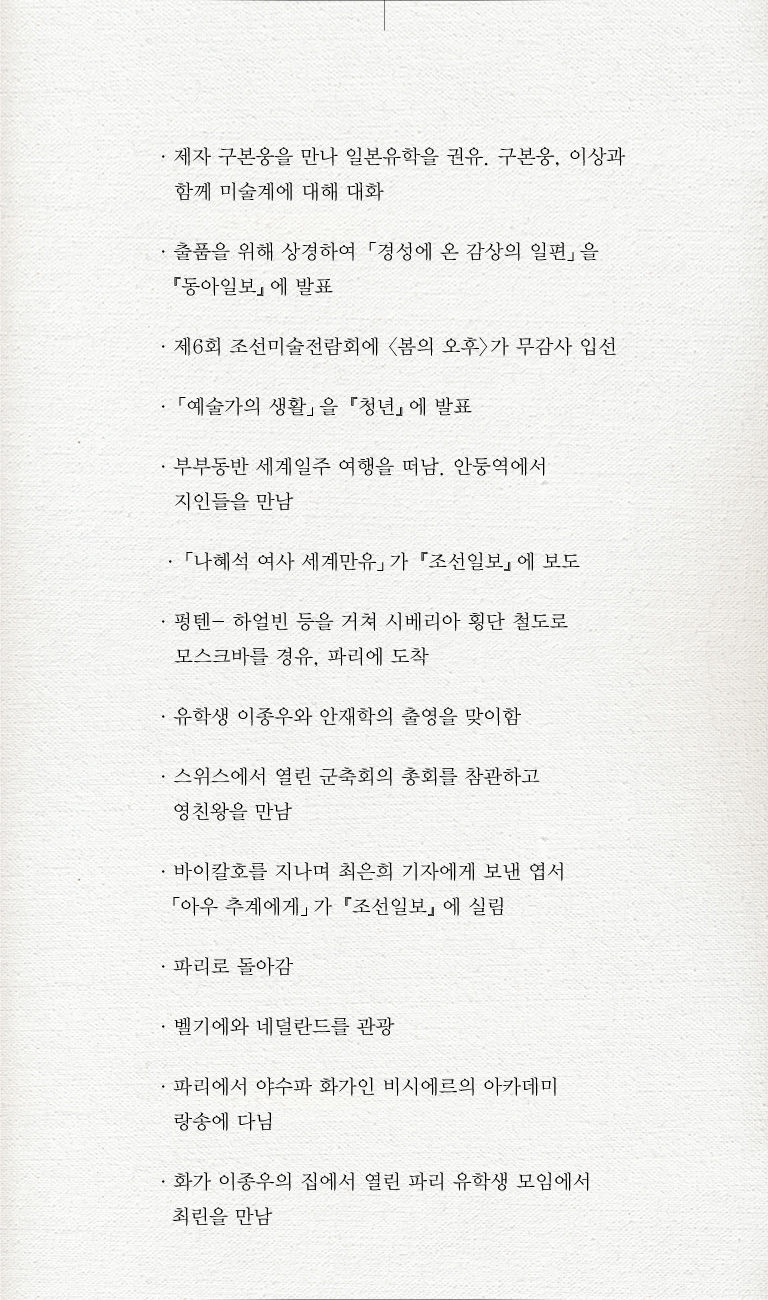 · 제자 구본웅을 만나 일본유학을 권유. 구본웅, 이상과
함께 미술계에 대해 대화
· 출품을 위해 상경하여 「경성에 온 감상의 일편」을
『동아일보』에 발표
· 제6회 조선미술전람회에 〈봄의 오후〉가 무감사 입선
· 「예술가의 생활」을 『청년』에 발표
· 부부동반 세계일주 여행을 떠남. 안둥역에서
지인들을 만남
· 「나혜석 여사 세계만유」가 『조선일보』에 보도
· 펑텐- 하얼빈 등을 거쳐 시베리아 횡단 철도로
모스크바를 경유, 파리에 도착
· 유학생 이종우와 안재학의 출영을 맞이함
· 스위스에서 열린 군축회의 총회를 참관하고
영친왕을 만남
· 바이칼호를 지나며 최은희 기자에게 보낸 엽서
「아우 추계에게」가 『조선일보』에 실림
· 파리로 돌아감
· 벨기에와 네덜란드를 관광
· 파리에서 야수파 화가인 비시에르의 아카데미
랑송에 다님
· 화가 이종우의 집에서 열린 파리 유학생 모임에서
최린을 만남